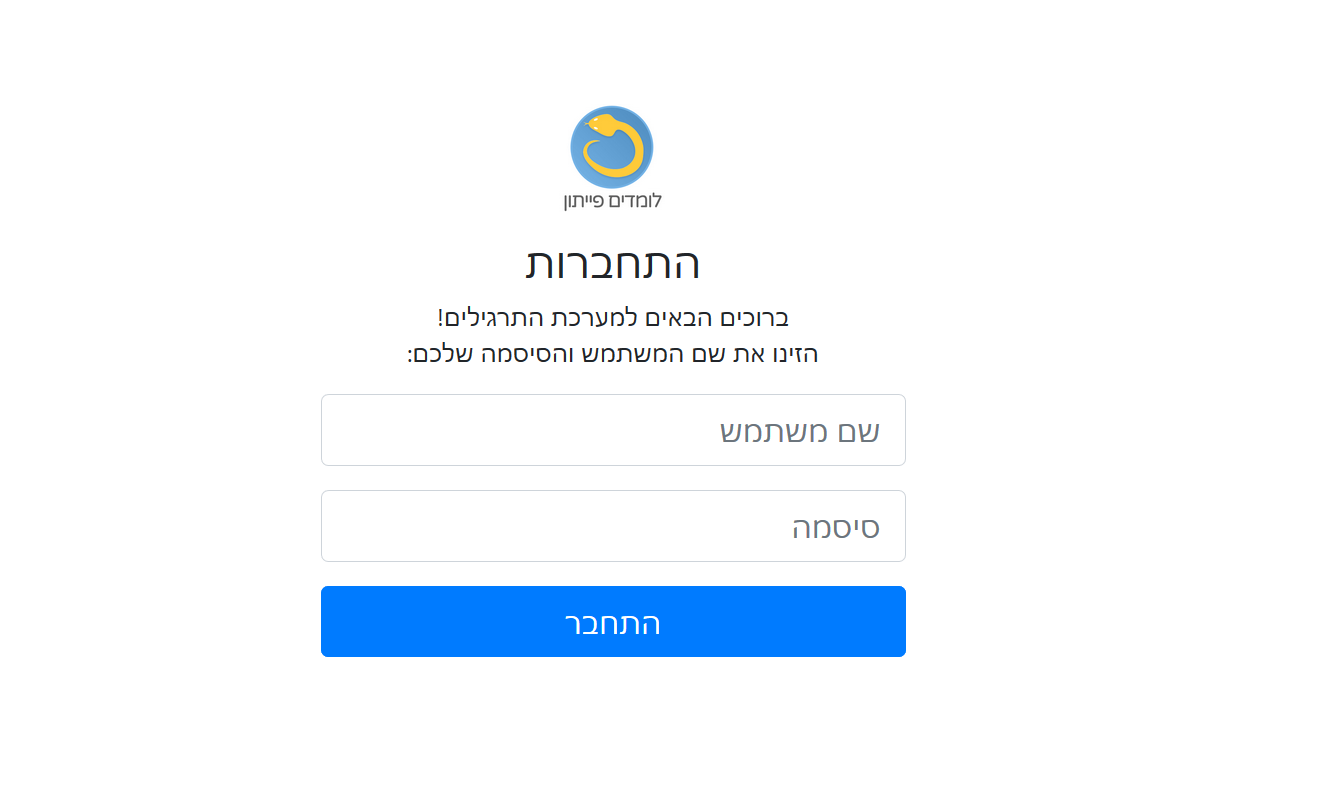 לומדים פייתון
התחברות
ברוכים הבאים למערכת התרגילים!
הזינו את שם המשתמש והסיסמה שלכם:
שם משתמש
סיסמה
התחבר